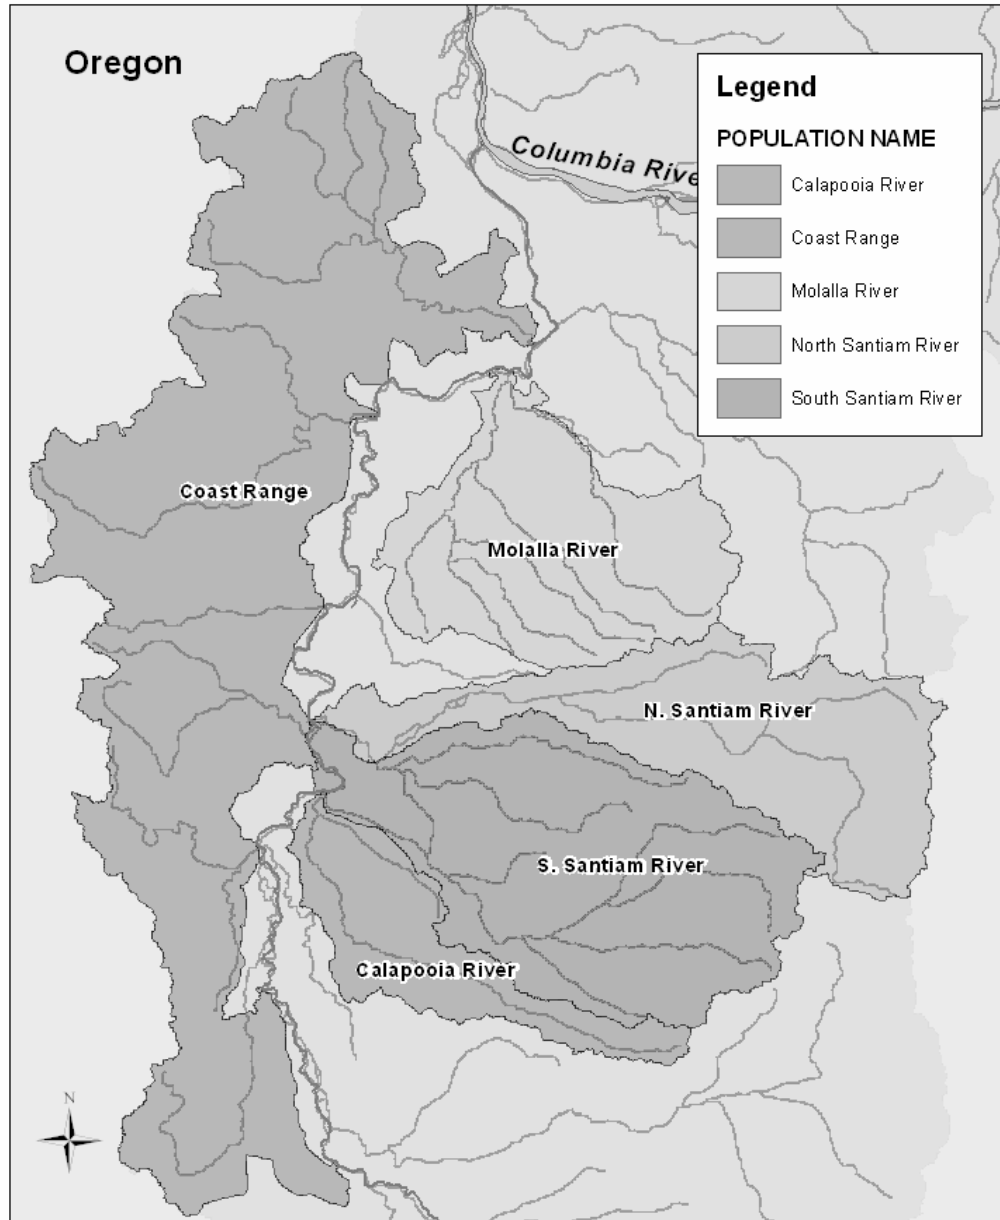 Oregon
Columbia Rive
Legend
POPULATION NAME
Calapooia River
Coast Range
Molalla River
North Santiam River
South Santiam River
Coast Range
Molalla River
N. Santiam River
S. Santiam River
Calapooia River
N